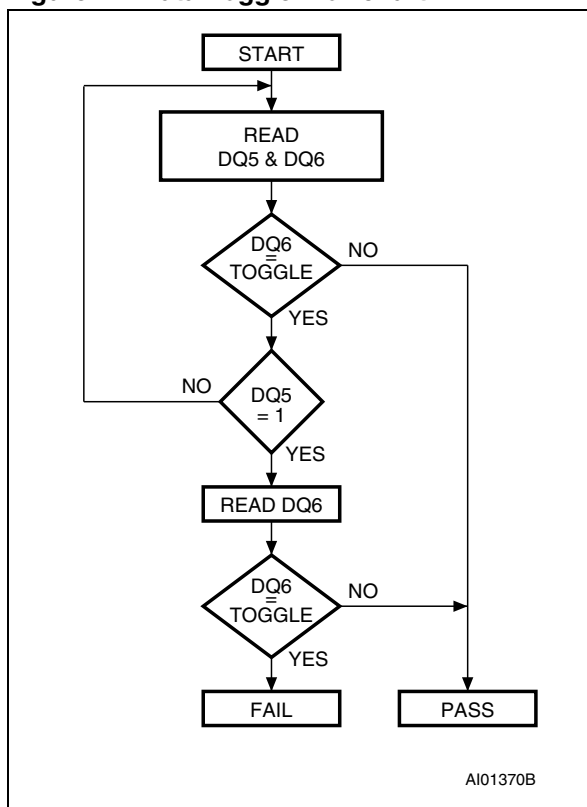 START
READ
DQ5 & DQ6
DQ6
=
TOGGLE
NO
YES
NO
DQ5
= 1
YES
READ DQ6
DQ6
=
TOGGLE
NO
YES
FAIL
PASS
AI01370B